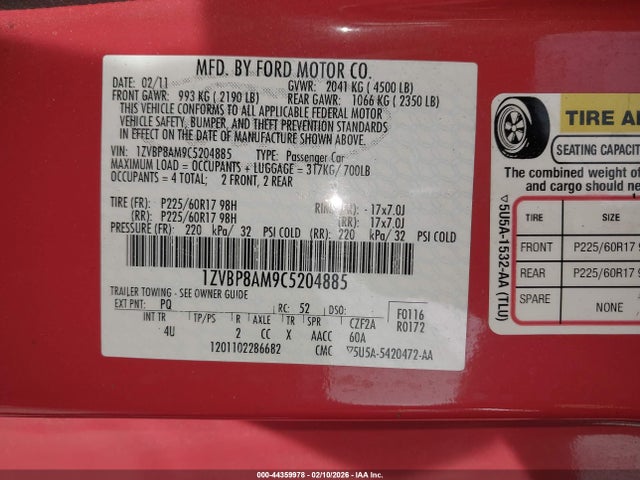 MFD. BY FORD MOTOR CO.
DATE: 02/11 GVWR: 2041 KG ( 4500 LB)
FRONT GAWR: 993 KG ( 2190 LB) REAR GAWR: 1066 KG ( 2350 LB)
THIS VEHICLE CONFORMS TO ALL APPLICABLE FEDERAL MOTOR
VEHICLE SAFETY, BUMPER, AND THEFT PREVENTION STANDARDS
IN EFFECT ON THE DATE OF MANUFACTURE SHOWN ABOVE.
VIN: 1ZVBP8AM9C5204885 TYPE: Passenger Car
MAXIMUM LOAD = OCCUPANTS + LUGGAGE = 317KG/ 700LB
OCCUPANTS = 4 TOTAL; 2 FRONT, 2 REAR
TIRE (FR): P225/60R17 98H RIM (FR): 17x7.0J
(RR): P225/60R17 98H (RR): 17x7.0J
PRESSURE (FR): 220 kPa/ 32 PSI COLD (RR): 220 kPa/ 32 PSI COLD
1ZVBP8AM9C5204885
TRAILER TOWING - SEE OWNER GUIDE
EXT PNT: PQ RC: 52 DSO: F0116
R0172
INT TR TP/PS R AXLE TR SPR CZF2A
4U 2 CC X AACC 60A
1201102286682 CMC ▽5U5A-5420472-AA
TIRE A
SEATING CAPACIT
The combined weight of
and cargo should ne
TIRE SIZE
FRONT P225/60R17 9
REAR P225/60R17 9
SPARE NONE
▽5U5A-1532-AA (TLU)
000-44359978 - 02/10/2026 - IAA Inc.